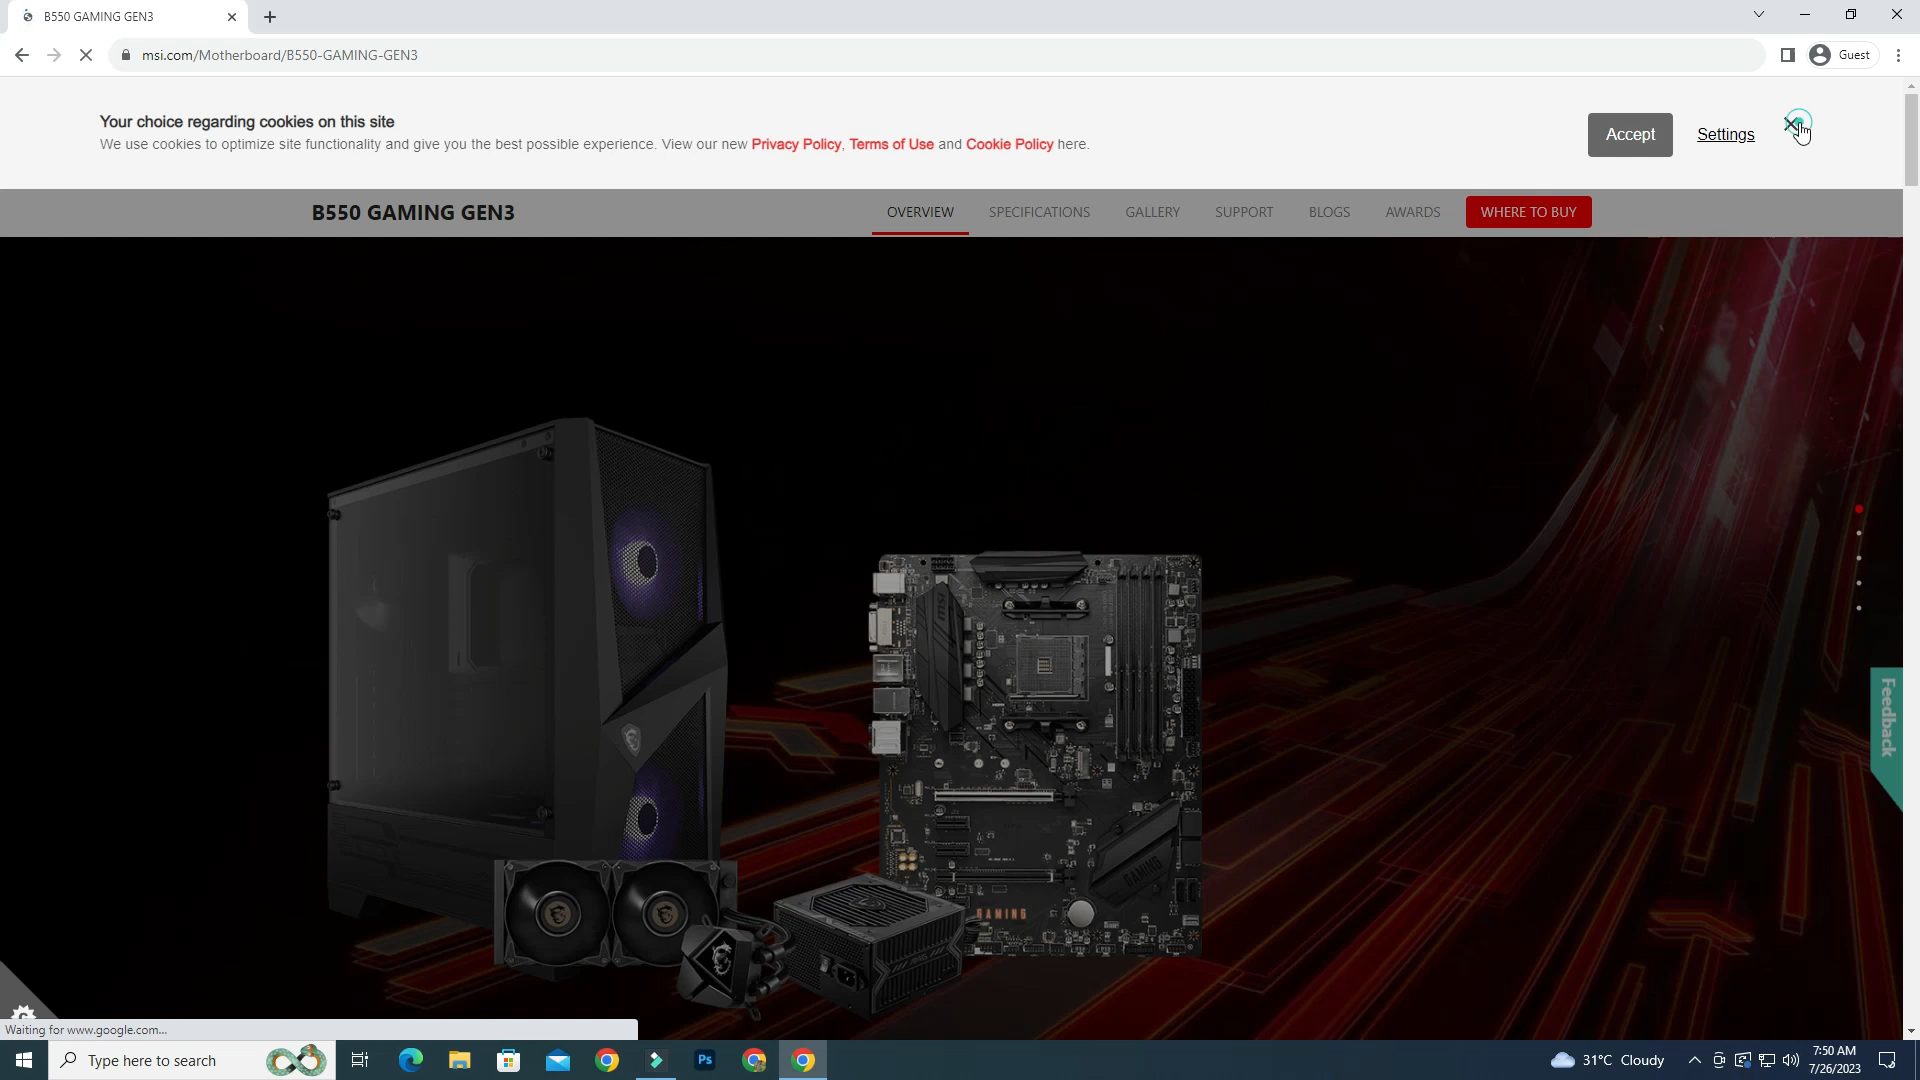 B550 GAMING GEN3
msi.com/Motherboard/B550-GAMING-GEN3
Guest
Your choice regarding cookies on this site
We use cookies to optimize site functionality and give you the best possible experience. View our new Privacy Policy, Terms of Use and Cookie Policy here.
Accept
Settings
B550 GAMING GEN3
OVERVIEW
SPECIFICATIONS
GALLERY
SUPPORT
BLOGS
AWARDS
WHERE TO BUY
Feedback
GAMING
GAMING
Waiting for www.google.com...
Type here to search
Ps
31°C Cloudy
7:50 AM
7/26/2023